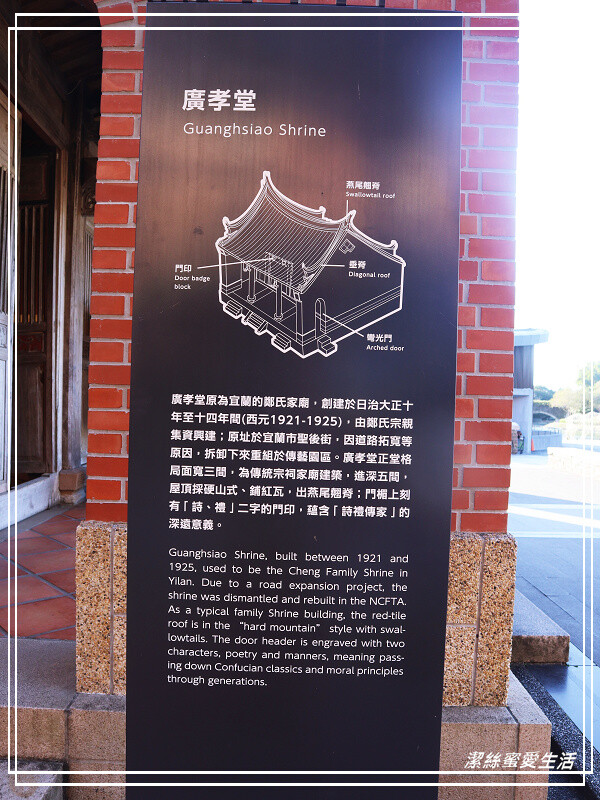 廣孝堂
Guanghsiao Shrine
燕尾翹脊
Swallowtail roof
門印
Door badge
block
垂脊
Diagonal roof
彎光門
Arched door
廣孝堂原為宜蘭的鄭氏家廟，創建於日治大正十
年至十四年間(西元1921-1925)，由鄭氏宗親
集資興建；原址於宜蘭市聖後街，因道路拓寬等
原因，拆卸下來重組於傳藝園區。廣孝堂正堂格
局面寬三間，為傳統宗祠家廟建築，進深五間，
屋頂採硬山式、鋪紅瓦，出燕尾翹脊；門楣上刻
有「詩、禮」二字的門印，蘊含「詩禮傳家」的
深遠意義。
Guanghsiao Shrine, built between 1921 and
1925, used to be the Cheng Family Shrine in
Yilan. Due to a road expansion project, the
shrine was dismantled and rebuilt in the NCFTA.
As a typical family Shrine building, the red-tile
roof is in the “hard mountain” style with swal-
lowtails. The door header is engraved with two
characters, poetry and manners, meaning pass-
ing down Confucian classics and moral principles
through generations.
潔絲蜜愛生活